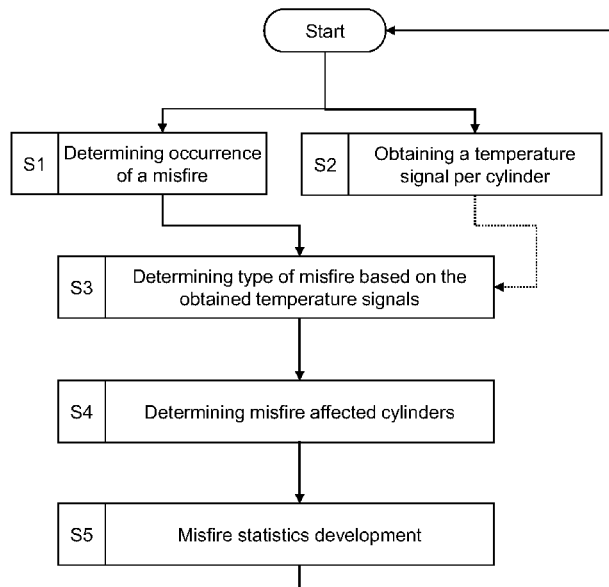 Start
S1
Determining occurrence
of a misfire
S2
Obtaining a temperature
signal per cylinder
S3
Determining type of misfire based on the
obtained temperature signals
S4
Determining misfire affected cylinders
S5
Misfire statistics development